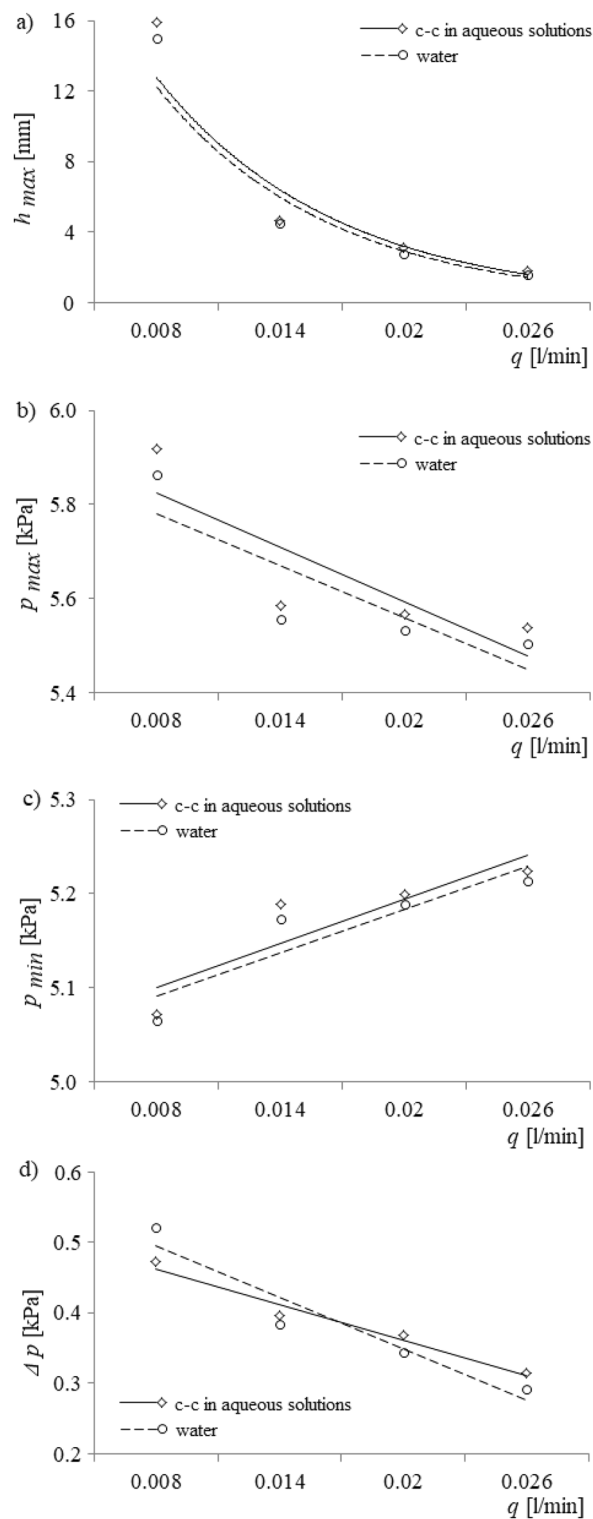 a)
16
12
8
4
0
h max [mm]
c-c in aqueous solutions
water
0.008 0.014 0.02 0.026
q [l/min]
b)
6.0
5.8
5.6
5.4
p max [kPa]
c-c in aqueous solutions
water
0.008 0.014 0.02 0.026
q [l/min]
c)
5.3
5.2
5.1
5.0
p min [kPa]
c-c in aqueous solutions
water
0.008 0.014 0.02 0.026
q [l/min]
d)
0.6
0.5
0.4
0.3
0.2
Δ p [kPa]
c-c in aqueous solutions
water
0.008 0.014 0.02 0.026
q [l/min]